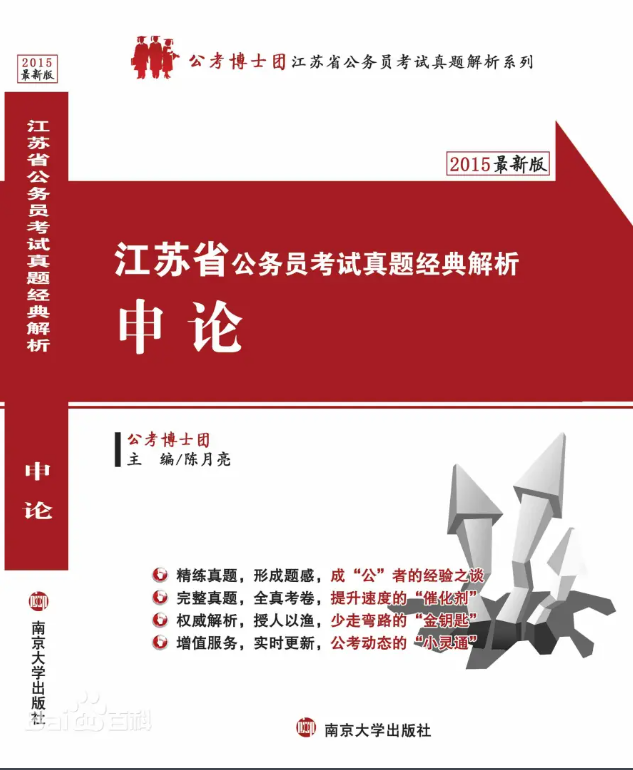 2015
最新版
江苏省公务员考试真题经典解析
申论
南京大学出版社
公考博士团江苏省公务员考试真题解析系列
2015最新版
江苏省公务员考试真题经典解析
申论
公考博士团
主 编/陈月亮
精练真题，形成题感，成“公”者的经验之谈
完整真题，全真考卷，提升速度的“催化剂”
权威解析，授人以渔，少走弯路的“金钥匙”
增值服务，实时更新，公考动态的“小灵通”
南京大学出版社
Baidu百科